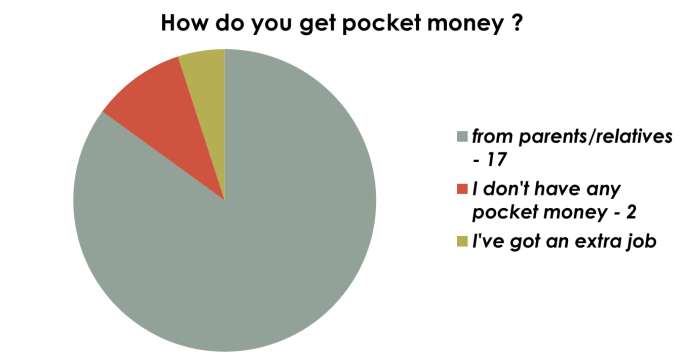 How do you get pocket money ?
from parents/relatives
- 17
I don't have any
pocket money - 2
I've got an extra job